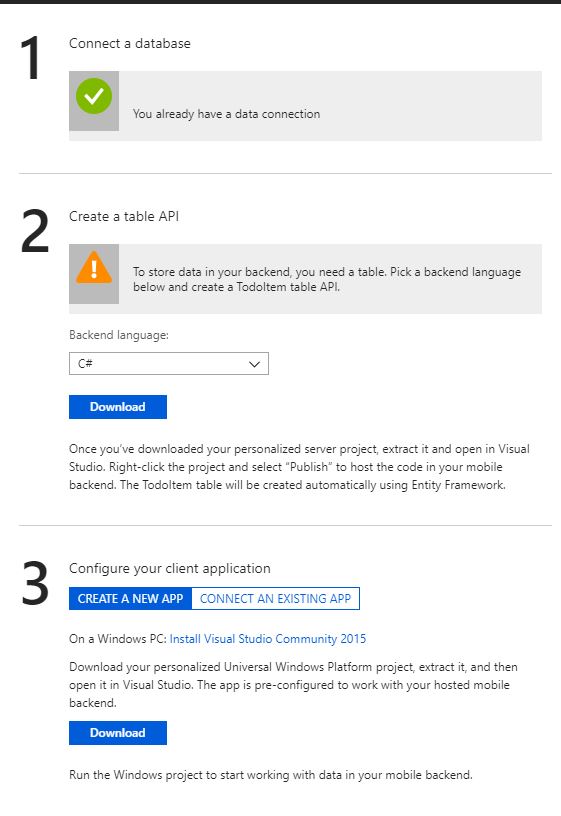 1
Connect a database
You already have a data connection
2
Create a table API
To store data in your backend, you need a table. Pick a backend language
below and create a TodoItem table API.
Backend language:
C#
Download
Once you've downloaded your personalized server project, extract it and open in Visual
Studio. Right-click the project and select “Publish” to host the code in your mobile
backend. The TodoItem table will be created automatically using Entity Framework.
3
Configure your client application
CREATE A NEW APP CONNECT AN EXISTING APP
On a Windows PC: Install Visual Studio Community 2015
Download your personalized Universal Windows Platform project, extract it, and then
open it in Visual Studio. The app is pre-configured to work with your hosted mobile
backend.
Download
Run the Windows project to start working with data in your mobile backend.